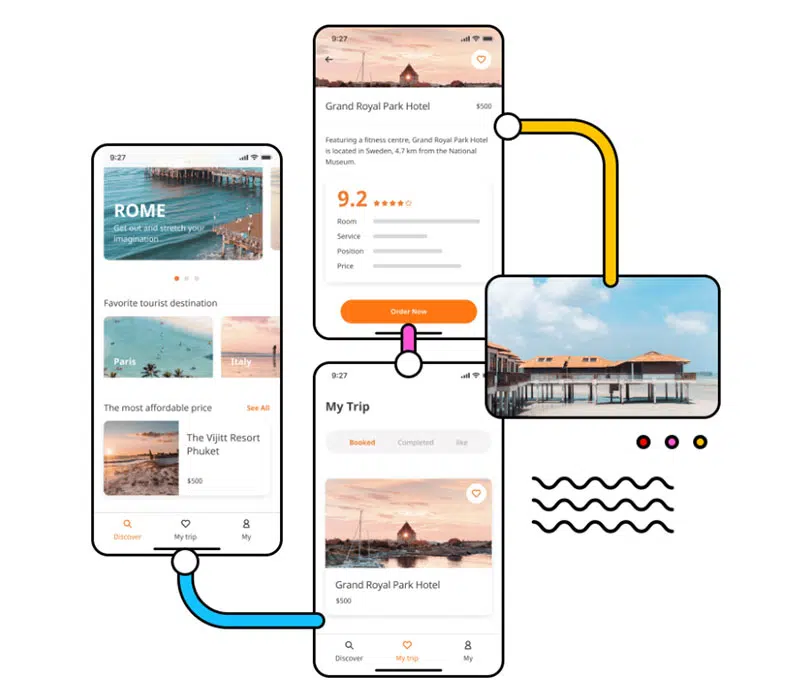 9:27
ROME
Get out and stretch your
imagination
Favorite tourist destination
Paris
Italy
The most affordable price
See All
The Vijitt Resort
Phuket
$500
Discover
My trip
My
9:27
Grand Royal Park Hotel
$500
Featuring a fitness centre, Grand Royal Park Hotel
is located in Sweden, 4.7 km from the National
Museum.
9.2
Room
Service
Position
Price
Order Now
9:27
My Trip
Booked
Completed
like
Grand Royal Park Hotel
$500
Discover
My trip
My